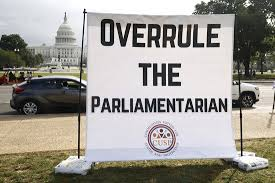 OVERRULE
THE
PARLIAMENTARIAN
CUSP